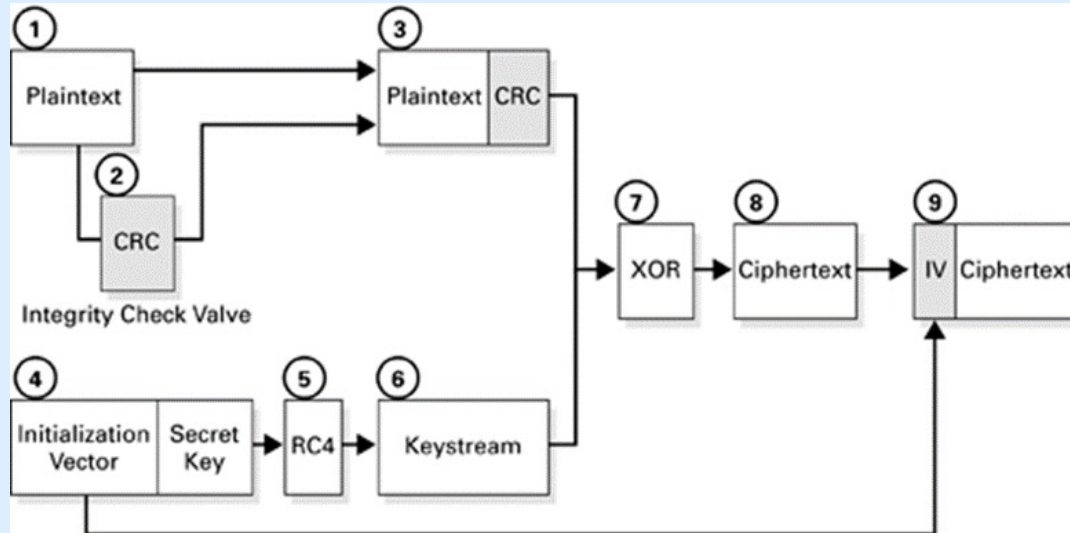 1
Plaintext
2
CRC
Integrity Check Valve
3
Plaintext CRC
4
Initialization
Vector
Secret
Key
5
RC4
6
Keystream
7
XOR
8
Ciphertext
9
IV Ciphertext